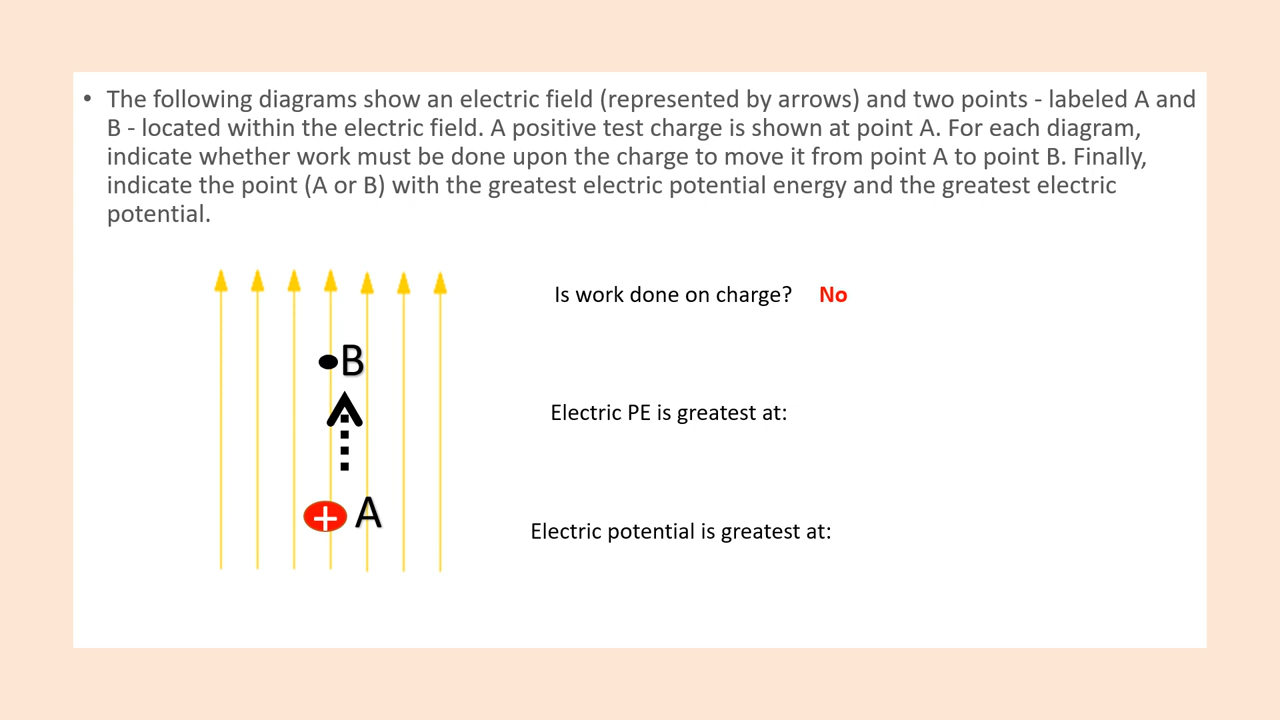 • The following diagrams show an electric field (represented by arrows) and two points - labeled A and
B - located within the electric field. A positive test charge is shown at point A. For each diagram,
indicate whether work must be done upon the charge to move it from point A to point B. Finally,
indicate the point (A or B) with the greatest electric potential energy and the greatest electric
potential.
Is work done on charge? No
B
Electric PE is greatest at:
+ A
Electric potential is greatest at: